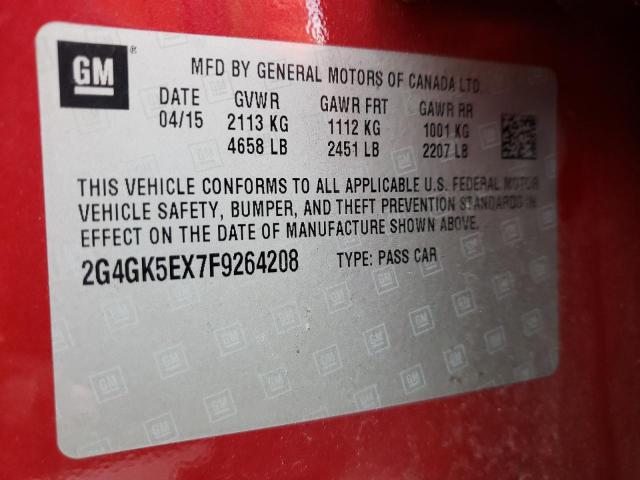 GM ®
MFD BY GENERAL MOTORS OF CANADA LTD
DATE GVWR GAWR FRT GAWR RR
04/15 2113 KG 1112 KG 1001 KG
4658 LB 2451 LB 2207 LB
THIS VEHICLE CONFORMS TO ALL APPLICABLE U.S. FEDERAL MOTOR
VEHICLE SAFETY, BUMPER, AND THEFT PREVENTION STANDARDS IN
EFFECT ON THE DATE OF MANUFACTURE SHOWN ABOVE.
2G4GK5EX7F9264208 TYPE: PASS CAR